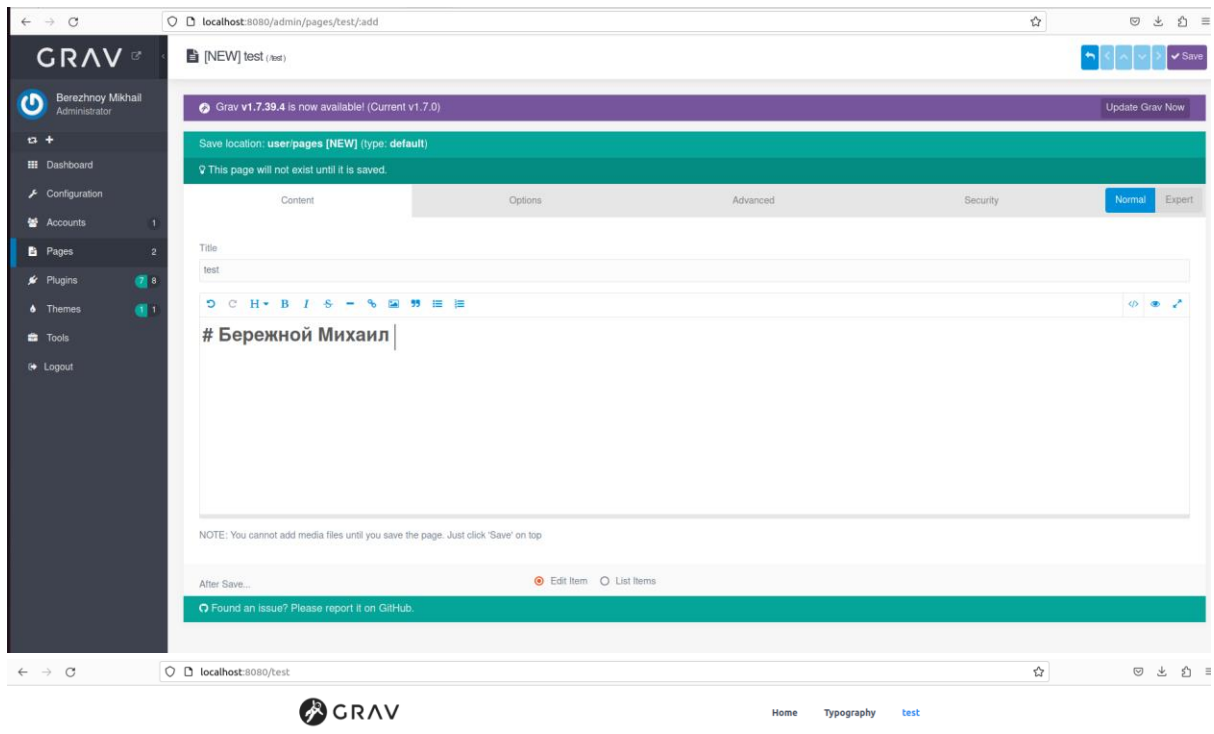 localhost:8080/admin/pages/test/:add
GRAV
[NEW] test (/test)
Save
Berezhnoy Mikhail
Administrator
Grav v1.7.39.4 is now available! (Current v1.7.0)
Update Grav Now
Save location: user/pages [NEW] (type: default)
This page will not exist until it is saved.
Dashboard
Configuration
Accounts 1
Pages 2
Plugins 7 8
Themes 1 1
Tools
Logout
Content Options Advanced Security Normal Expert
Title
test
H B I S
# Бережной Михаил
NOTE: You cannot add media files until you save the page. Just click 'Save' on top
After Save... Edit Item List Items
Found an issue? Please report it on GitHub.
localhost:8080/test
GRAV Home Typography test